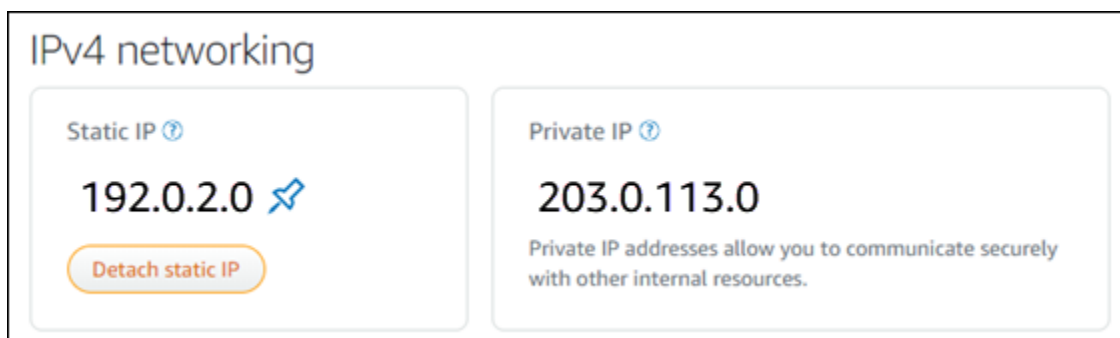 IPv4 networking
Static IP ?
192.0.2.0
Detach static IP
Private IP ?
203.0.113.0
Private IP addresses allow you to communicate securely
with other internal resources.